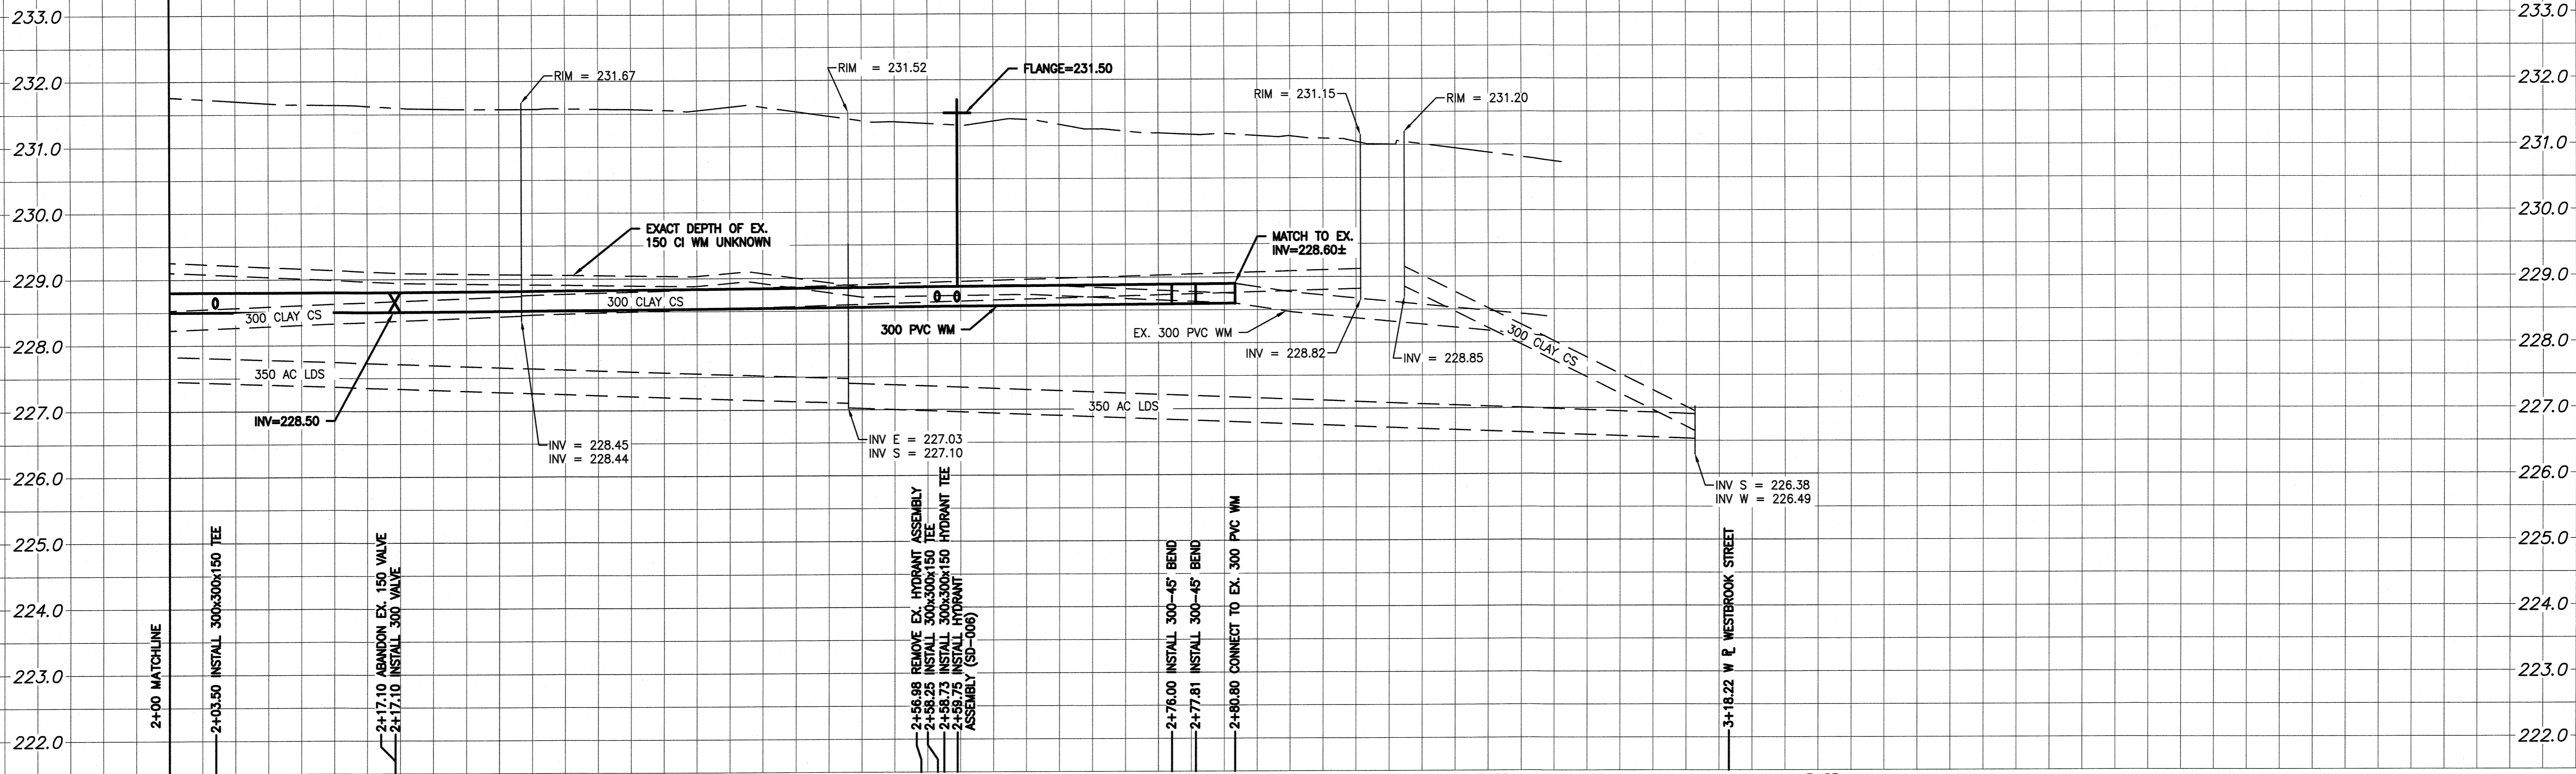 233.0
233.0
232.0
RIM = 231.67
RIM = 231.52
FLANGE=231.50
RIM = 231.15
RIM = 231.20
232.0
231.0
231.0
230.0
EXACT DEPTH OF EX.
150 CI WM UNKNOWN
MATCH TO EX.
INV=228.60±
230.0
229.0
229.0
300 CLAY CS
300 CLAY CS
300 PVC WM
EX. 300 PVC WM
300 CLAY CS
228.0
INV = 228.82
INV = 228.85
228.0
350 AC LDS
350 AC LDS
227.0
INV=228.50
227.0
INV = 228.45
INV = 228.44
INV E = 227.03
INV S = 227.10
226.0
INV S = 226.38
INV W = 226.49
226.0
225.0
225.0
224.0
224.0
223.0
223.0
222.0
222.0
2+00 MATCHLINE
2+03.50 INSTALL 300x300x150 TEE
2+17.10 ABANDON EX. 150 VALVE
2+17.10 INSTALL 300 VALVE
2+56.98 REMOVE EX. HYDRANT ASSEMBLY
2+58.25 INSTALL 300x300x150 TEE
2+58.73 INSTALL 300x300x150 HYDRANT TEE
2+59.75 INSTALL HYDRANT
ASSEMBLY (SD-006)
2+76.00 INSTALL 300-45° BEND
2+77.81 INSTALL 300-45° BEND
2+80.80 CONNECT TO EX. 300 PVC WM
3+18.22 W PL WESTBROOK STREET